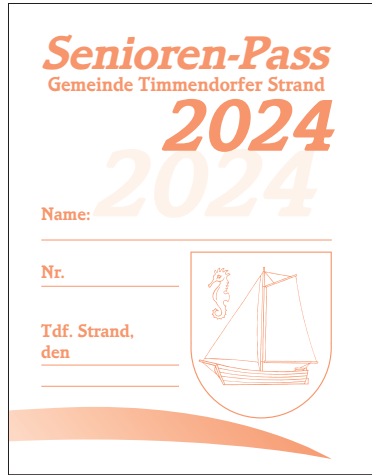 Senioren-Pass
Gemeinde Timmendorfer Strand
2024
2024
Name:
Nr.
Tdf. Strand,
den